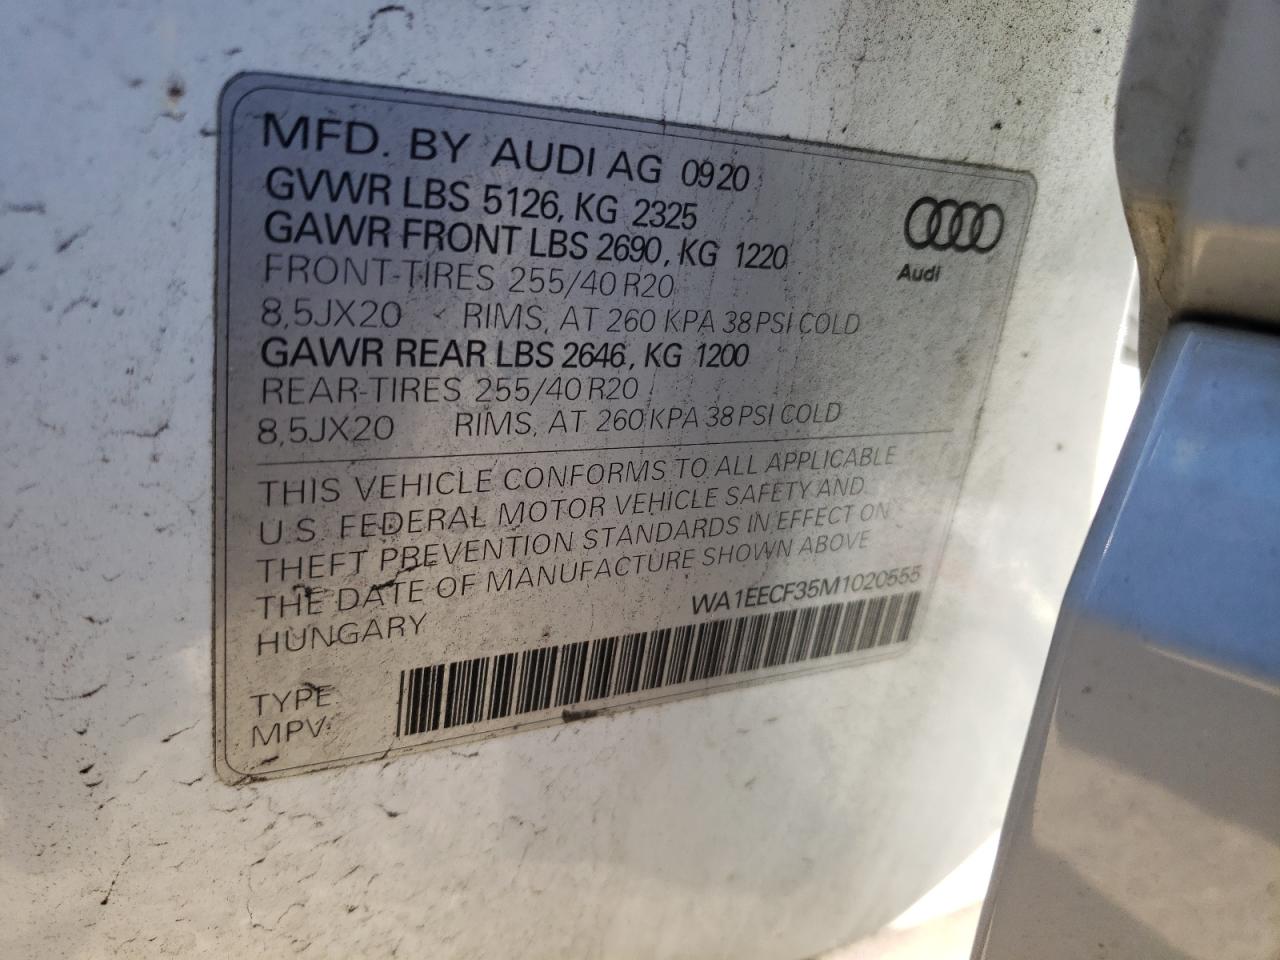 MFD. BY AUDI AG 0920
GVWR LBS 5126, KG 2325
GAWR FRONT LBS 2690, KG 1220
FRONT-TIRES 255/40 R20
8,5JX20 RIMS, AT 260 KPA 38 PSI COLD
GAWR REAR LBS 2646, KG 1200
REAR-TIRES 255/40 R20
8,5JX20 RIMS, AT 260 KPA 38 PSI COLD
Audi
THIS VEHICLE CONFORMS TO ALL APPLICABLE
U.S. FEDERAL MOTOR VEHICLE SAFETY AND
THEFT PREVENTION STANDARDS IN EFFECT ON
THE DATE OF MANUFACTURE SHOWN ABOVE
HUNGARY
WA1EECF35M1020555
TYPE:
MPV